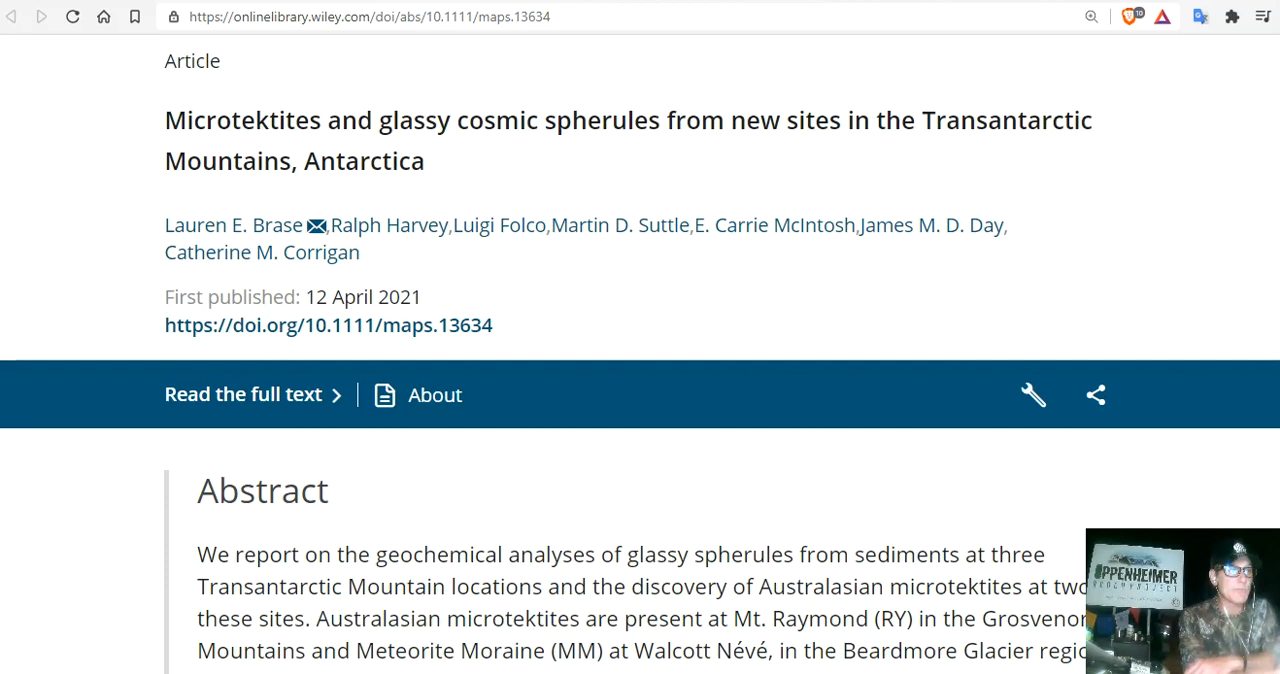 https://onlinelibrary.wiley.com/doi/abs/10.1111/maps.13634
10
Article
Microtektites and glassy cosmic spherules from new sites in the Transantarctic
Mountains, Antarctica
Lauren E. Brase ,Ralph Harvey,Luigi Folco,Martin D. Suttle,E. Carrie McIntosh,James M. D. Day,
Catherine M. Corrigan
First published: 12 April 2021
https://doi.org/10.1111/maps.13634
Read the full text
About
Abstract
We report on the geochemical analyses of glassy spherules from sediments at three
Transantarctic Mountain locations and the discovery of Australasian microtektites at two
these sites. Australasian microtektites are present at Mt. Raymond (RY) in the Grosvenor
Mountains and Meteorite Moraine (MM) at Walcott Névé, in the Beardmore Glacier regio
OPPENHEIMER